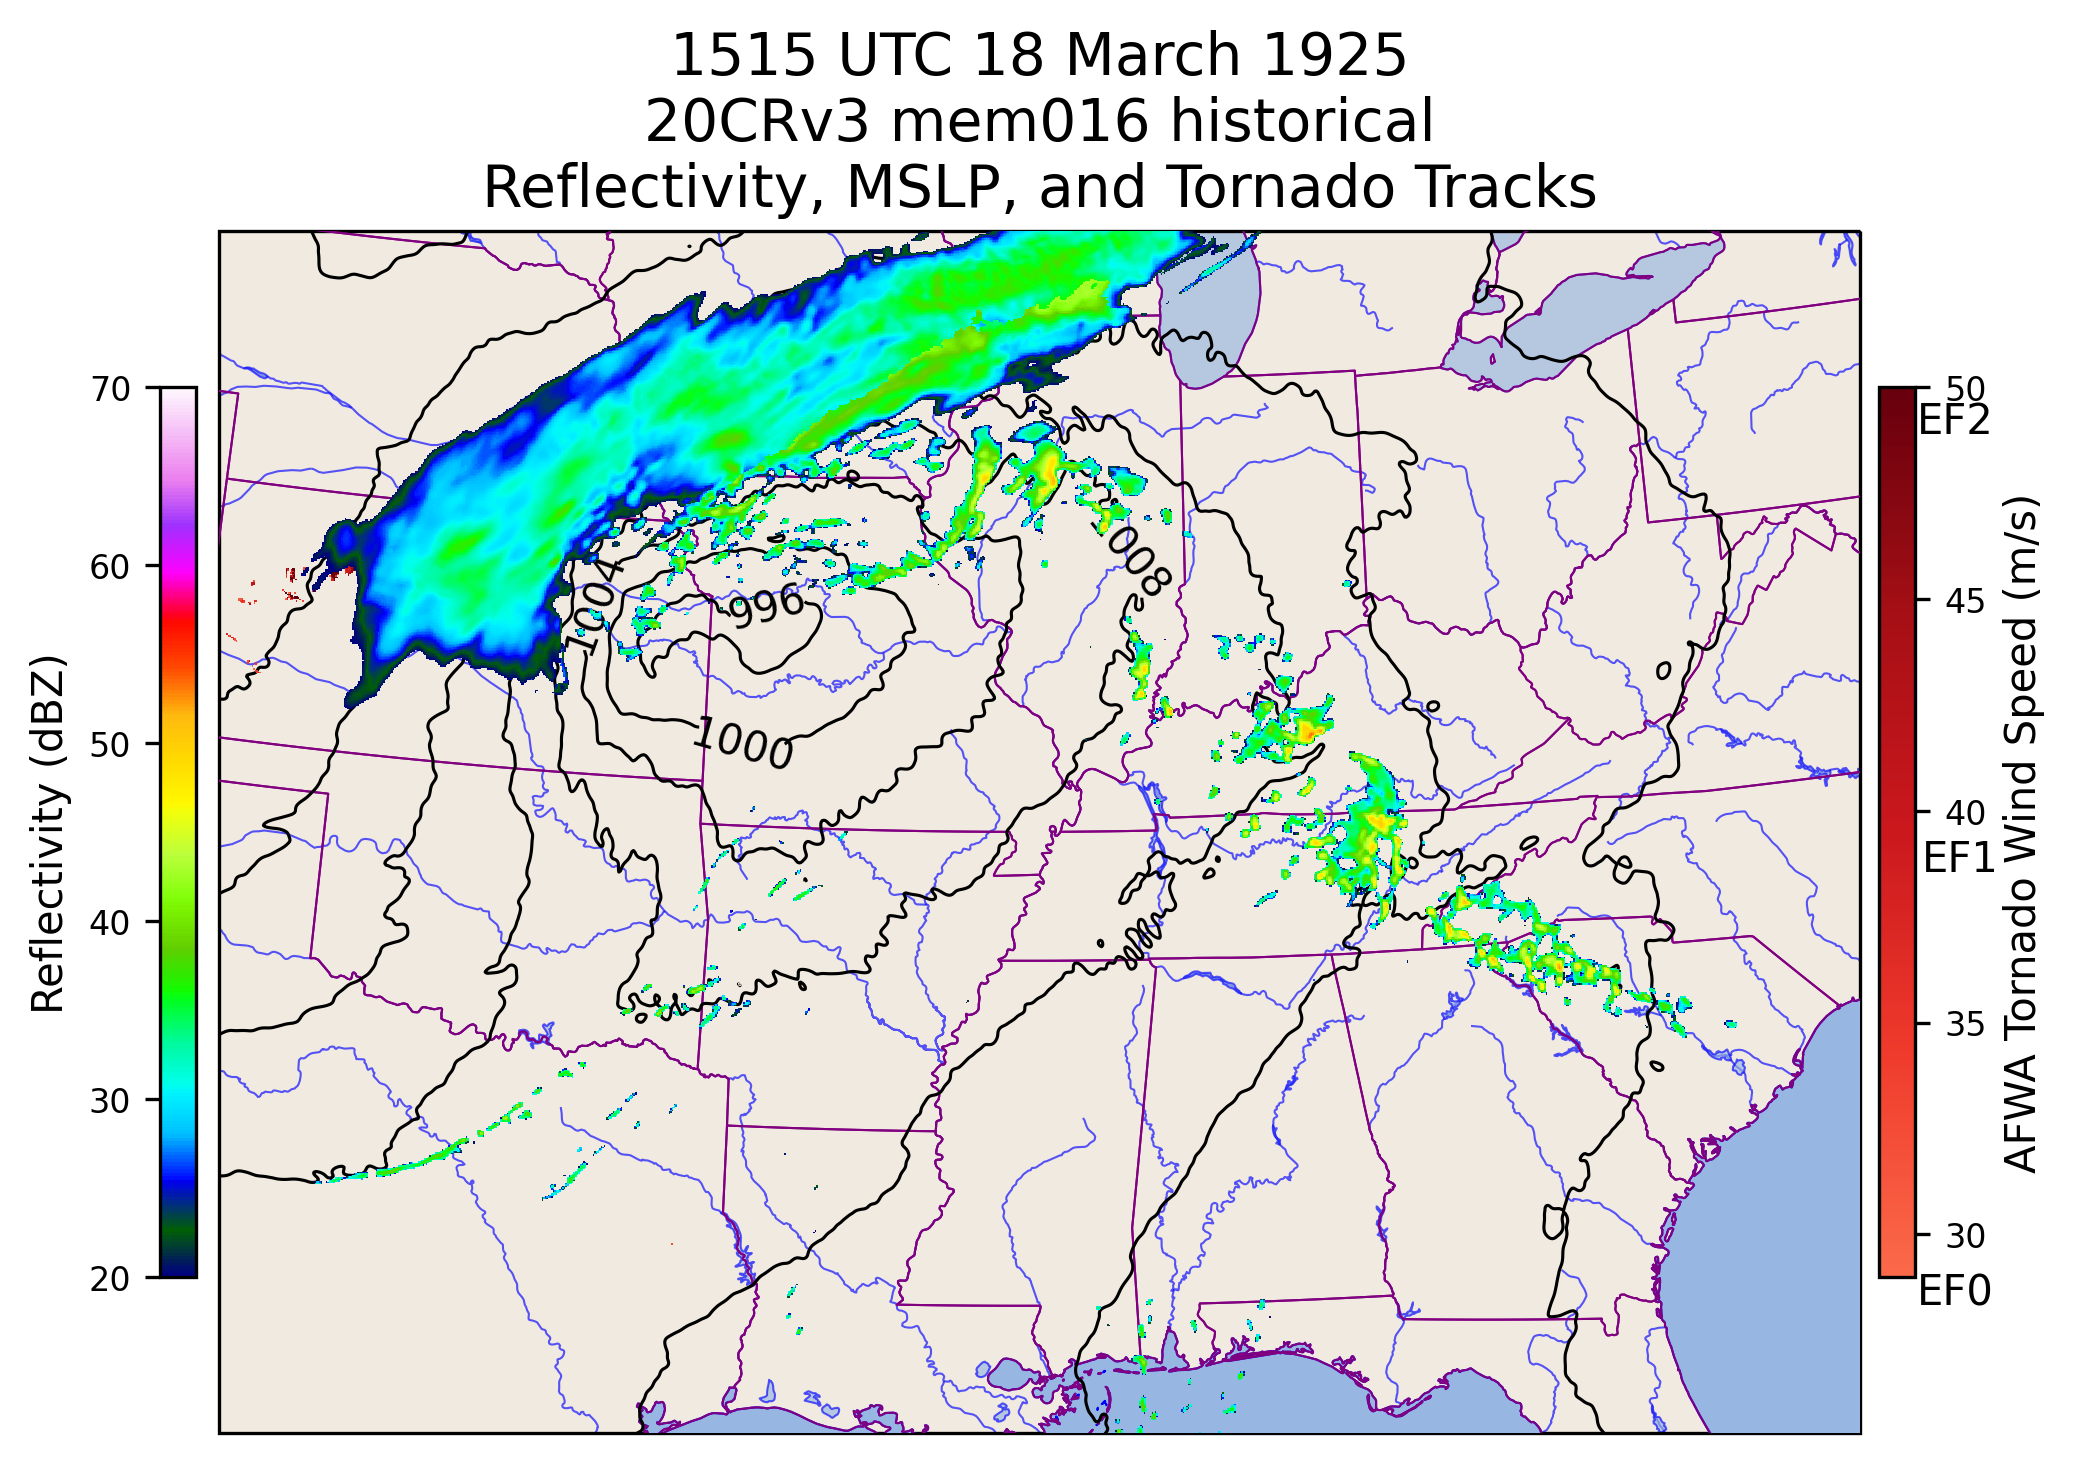 1515 UTC 18 March 1925
20CRv3 mem016 historical
Reflectivity, MSLP, and Tornado Tracks
Reflectivity (dBZ)
70
60
50
40
30
20
1004
996
1000
1008
50
EF2
45
40
EF1
35
30
EF0
AFWA Tornado Wind Speed (m/s)